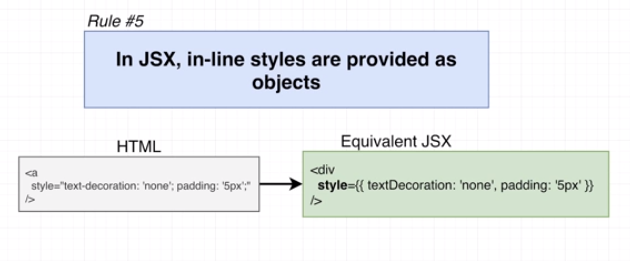 Rule #5
In JSX, in-line styles are provided as
objects
HTML
<a
style="text-decoration: 'none'; padding: '5px';"
/>
Equivalent JSX
<div
style={{ textDecoration: 'none', padding: '5px' }}
/>